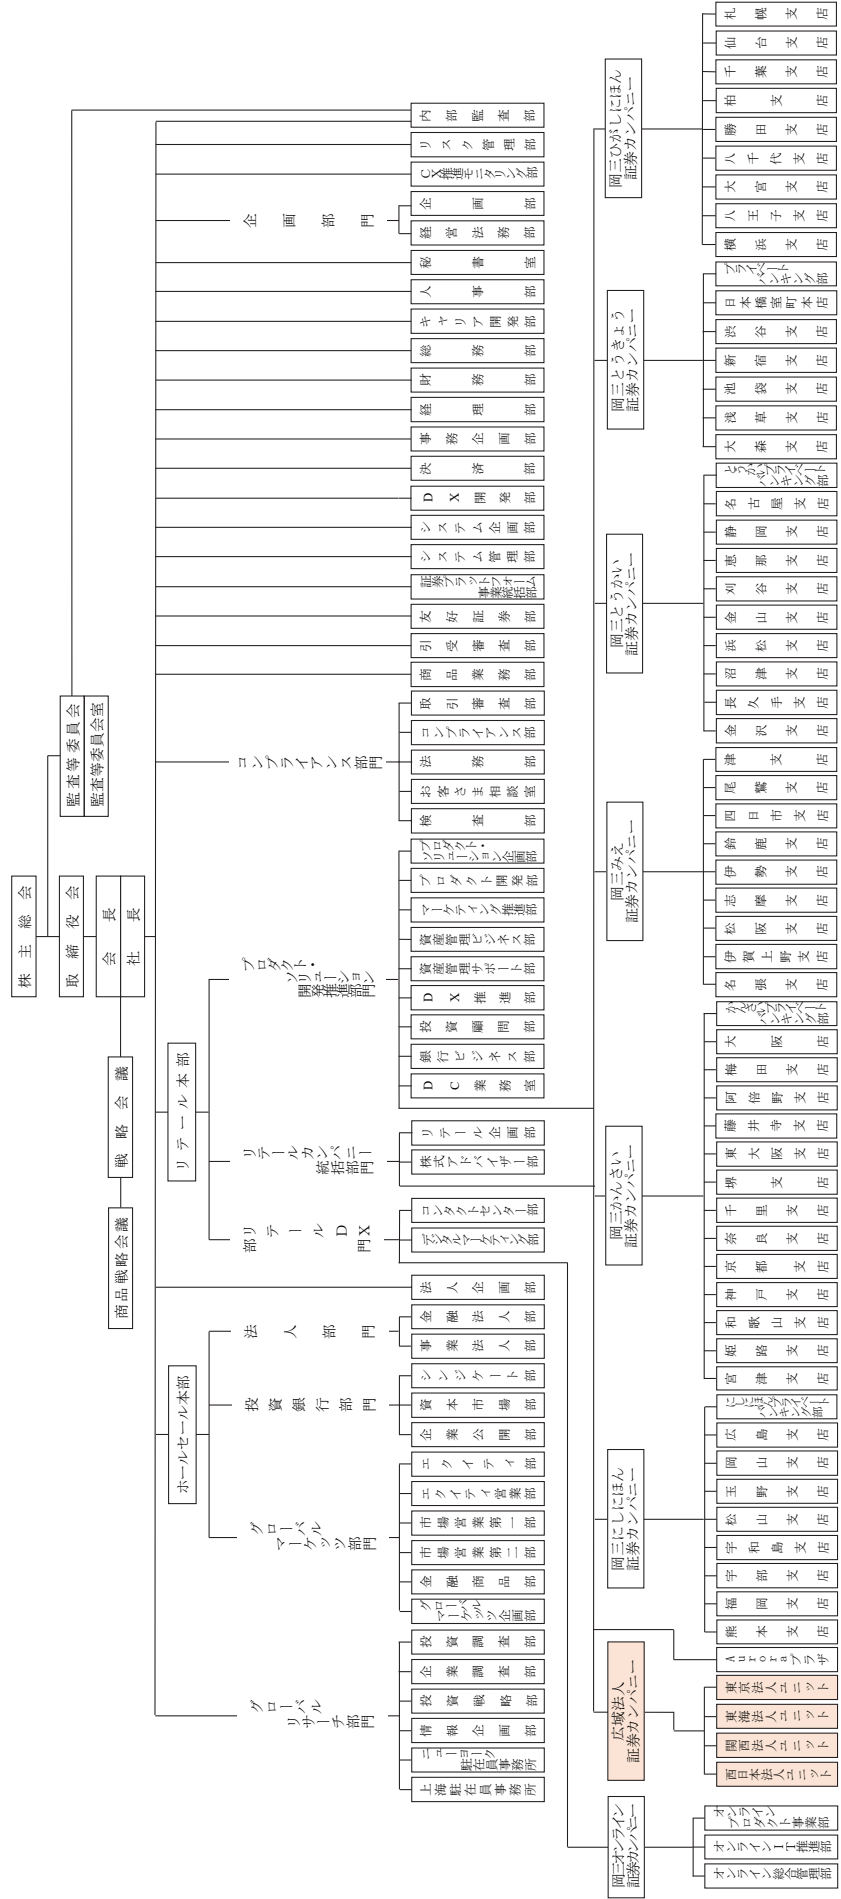 株主総会
監査等委員会
監査等委員会室
取締役会
会長
社長
戦略会議
商品戦略会議
内部監査部
リスク管理部
CX推進モニタリング部
企画部門
企画部
経営法務部
秘書室
人事部
キャリア開発部
総務部
財務部
経理部
事務企画部
決済部
DX開発部
システム企画部
システム管理部
証券プラットフォーム
事業統括部
友好証券部
引受審査部
商品業務部
コンプライアンス部門
取引審査部
コンプライアンス部
法務部
お客さま相談室
検査部
リテール本部
プロダクト・
ソリューション
開発推進部門
プロダクト・
ソリューション企画部
プロダクト開発部
マーケティング推進部
資産管理ビジネス部
資産管理サポート部
DX推進部
投資顧問部
銀行ビジネス部
DC業務室
リテールカンパニー
統括部門
リテール企画部
株式アドバイザー部
リテールDX
部門
コンタクトセンター部
デジタルマーケティング部
法人企画部
ホールセール本部
法人部門
金融法人部
事業法人部
投資銀行部門
シンジケート部
資本市場部
企業公開部
グローバル
マーケッツ部門
エクイティ部
エクイティ営業部
市場営業第一部
市場営業第二部
金融商品部
グローバル
マーケッツ企画部
グローバル
リサーチ部門
投資調査部
企業調査部
投資戦略部
情報企画部
ニューヨーク
駐在員事務所
上海駐在員事務所
岡三ひがしにほん
証券カンパニー
札幌支店
仙台支店
千葉支店
柏支店
勝田支店
八千代支店
大宮支店
八王子支店
横浜支店
岡三とうきょう
証券カンパニー
プライベート
バンキング部
日本橋室町本店
渋谷支店
新宿支店
池袋支店
浅草支店
大森支店
岡三とうかい
証券カンパニー
とうかいプライベート
バンキング部
名古屋支店
静岡支店
恵那支店
刈谷支店
金山支店
浜松支店
沼津支店
長久手支店
金沢支店
岡三みえ
証券カンパニー
津支店
尾鷲支店
四日市支店
鈴鹿支店
伊勢支店
志摩支店
松阪支店
伊賀上野支店
名張支店
岡三かんさい
証券カンパニー
かんさいプライベート
バンキング部
大阪店
梅田支店
阿倍野支店
藤井寺支店
東大阪支店
堺支店
千里支店
奈良支店
京都支店
神戸支店
和歌山支店
姫路支店
宮津支店
岡三にしにほん
証券カンパニー
にしにほんプライベート
バンキング部
広島支店
岡山支店
玉野支店
松山支店
宇和島支店
宇部支店
福岡支店
熊本支店
Auroraプラザ
広域法人
証券カンパニー
東京法人ユニット
東海法人ユニット
関西法人ユニット
西日本法人ユニット
岡三オンライン
証券カンパニー
オンライン
プロダクト事業部
オンラインIT推進部
オンライン総合管理部